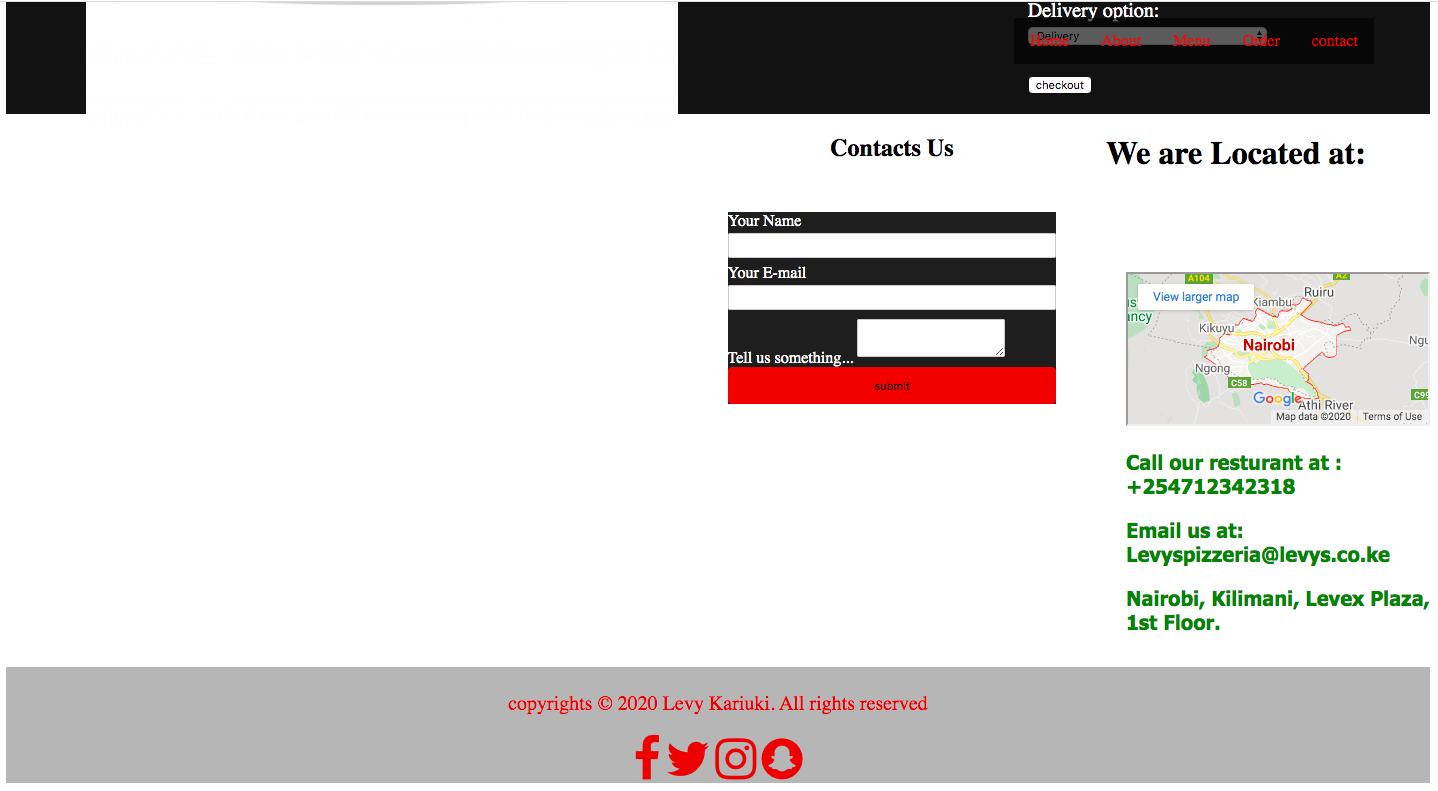 Delivery option:
Delivery
Home About Menu Order contact
checkout
Contacts Us
Your Name
Your E-mail
Tell us something...
submit
We are Located at:
View larger map
A104
A2
Ruiru
Kiambu
Kikuyu
Nairobi
Ngong
C58
Google
Athi River
Map data ©2020 Terms of Use
Call our resturant at :
+254712342318
Email us at:
Levyspizzeria@levys.co.ke
Nairobi, Kilimani, Levex Plaza,
1st Floor.
copyrights © 2020 Levy Kariuki. All rights reserved